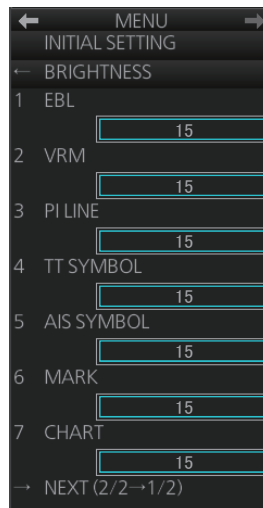 ← MENU →
INITIAL SETTING
← BRIGHTNESS
1 EBL
15
2 VRM
15
3 PI LINE
15
4 TT SYMBOL
15
5 AIS SYMBOL
15
6 MARK
15
7 CHART
15
→ NEXT (2/2→1/2)